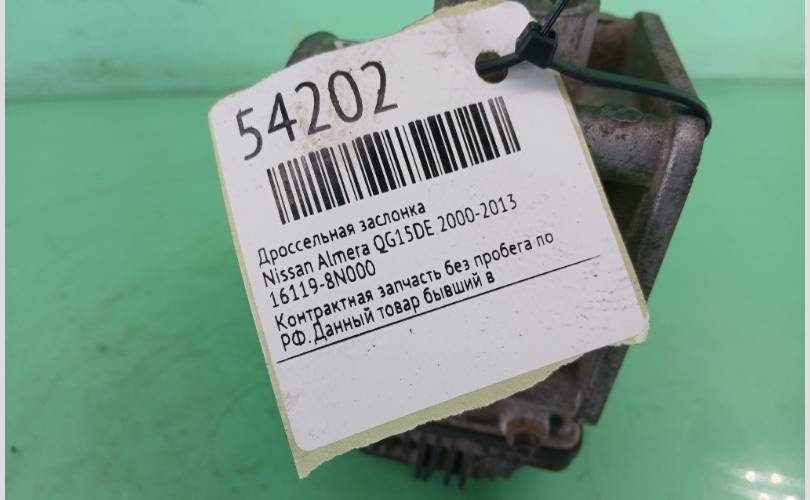 54202
Дроссельная заслонка
Nissan Almera QG15DE 2000-2013
16119-8N000
Контрактная запчасть без пробега по
РФ.Данный товар бывший в